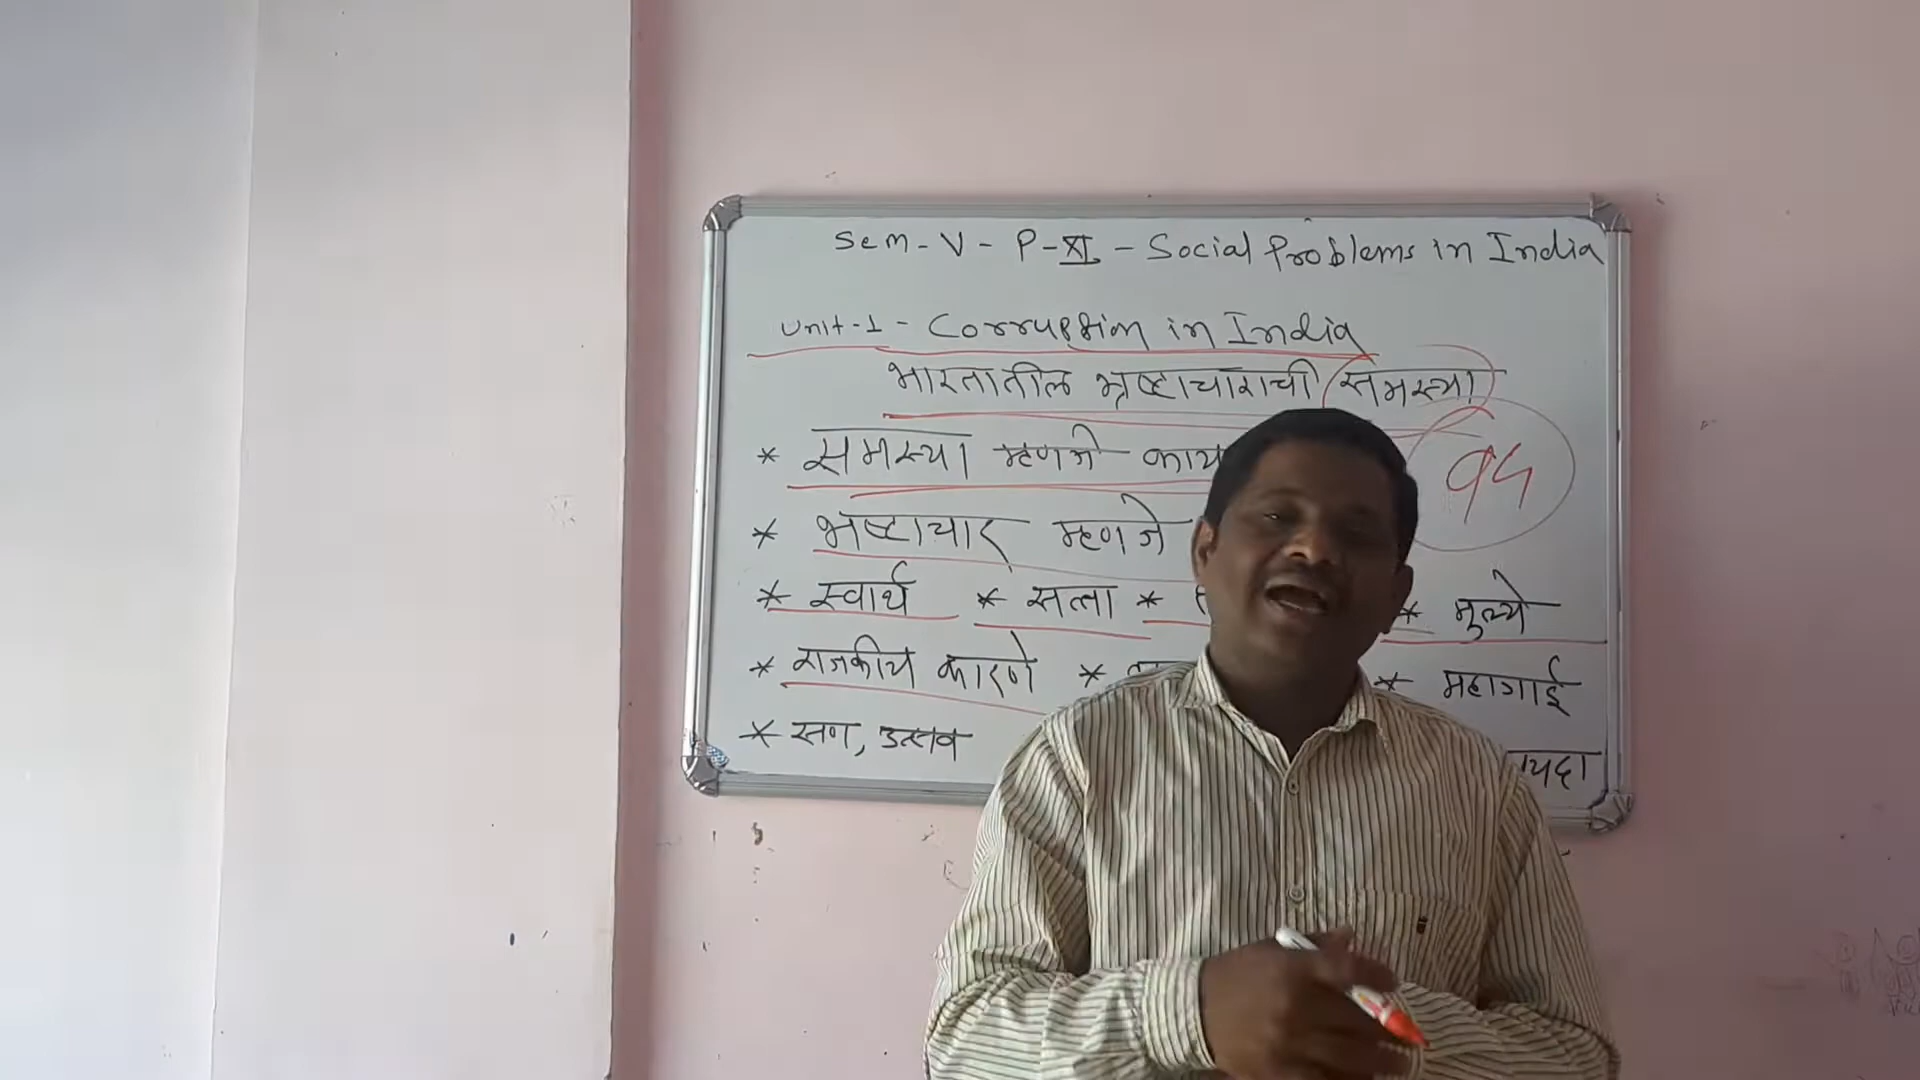 Sem - V - P - XI - Social Problems in India
Unit-1 - Corruption in India
भारतातील भ्रष्टाचाराची समस्या
* समस्या म्हणजे काय
* भ्रष्टाचार म्हणजे
* स्वार्थ * सत्ता * * मुल्ये
* राजकीय कारणे * * महागाई
* सण, उत्सव